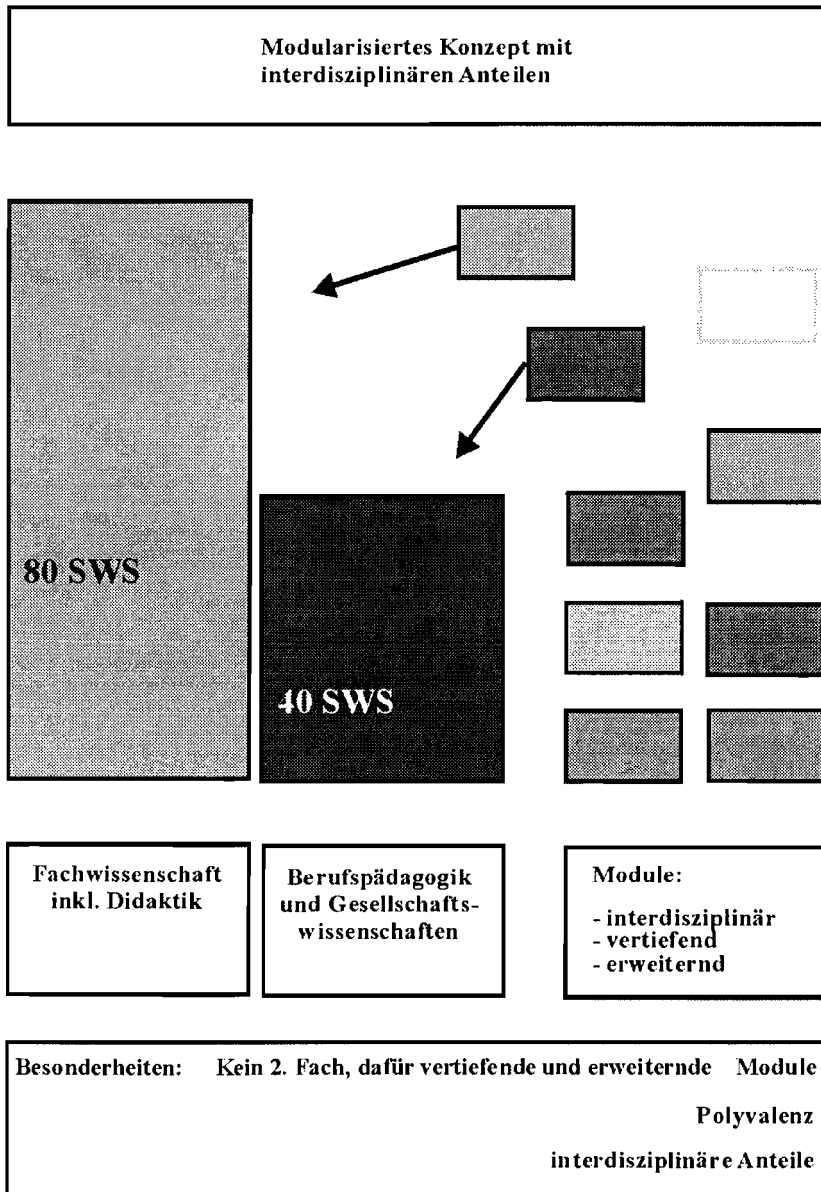 Modularisiertes Konzept mit
interdisziplinären Anteilen
80 SWS
40 SWS
Fachwissenschaft
inkl. Didaktik
Berufspädagogik
und Gesellschafts-
wissenschaften
Module:
- interdisziplinär
- vertiefend
- erweiternd
Besonderheiten: Kein 2. Fach, dafür vertiefende und erweiternde Module
Polyvalenz
interdisziplinäre Anteile